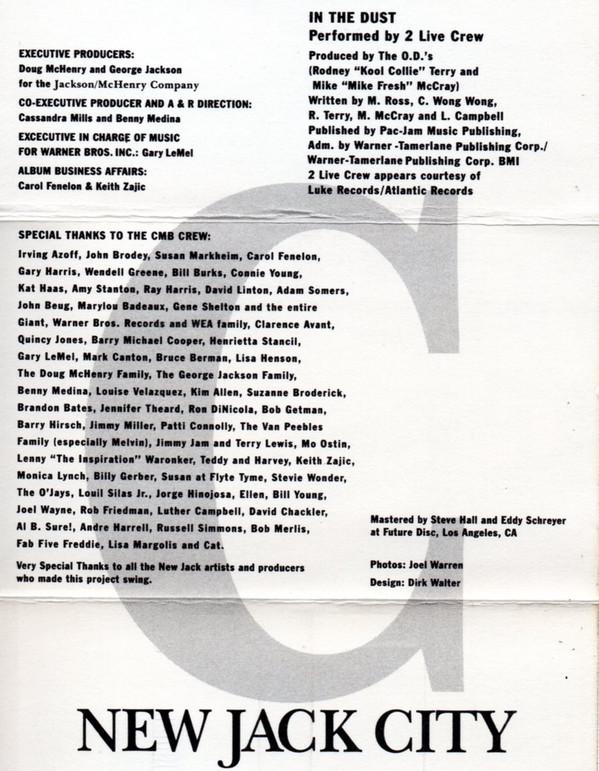 EXECUTIVE PRODUCERS:
Doug McHenry and George Jackson
for the Jackson/McHenry Company
CO-EXECUTIVE PRODUCER AND A & R DIRECTION:
Cassandra Mills and Benny Medina
EXCECUTIVE IN CHARGE OF MUSIC
FOR WARNER BROS. INC.: Gary LeMel
ALBUM BUSINESS AFFAIRS:
Carol Fenelon & Keith Zajic
IN THE DUST
Performed by 2 Live Crew
Produced by The O.D.'s
(Rodney "Kool Collie" Terry and
Mike "Mike Fresh" McCray)
Written by M. Ross, C. Wong Wong,
R. Terry, M. McCray and L. Campbell
Published by Pac-Jam Music Publishing,
Adm. by Warner -Tamerlane Publishing Corp./
Warner-Tamerlane Publishing Corp. BMI
2 Live Crew appears courtesy of
Luke Records/Atlantic Records
SPECIAL THANKS TO THE CMB CREW:
Irving Azoff, John Brodey, Susan Markheim, Carol Fenelon,
Gary Harris, Wendell Greene, Bill Burks, Connie Young,
Kat Haas, Amy Stanton, Ray Harris, David Linton, Adam Somers,
John Beug, Marylou Badeaux, Gene Shelton and the entire
Giant, Warner Bros. Records and WEA family, Clarence Avant,
Quincy Jones, Barry Michael Cooper, Henrietta Stancil,
Gary LeMel, Mark Canton, Bruce Berman, Lisa Henson,
The Doug McHenry Family, The George Jackson Family,
Benny Medina, Louise Velazquez, Kim Allen, Suzanne Broderick,
Brandon Bates, Jennifer Theard, Ron DiNicola, Bob Getman,
Barry Hirsch, Jimmy Miller, Patti Connolly, The Van Peebles
Family (especially Melvin), Jimmy Jam and Terry Lewis, Mo Ostin,
Lenny "The Inspiration" Waronker, Teddy and Harvey, Keith Zajic,
Monica Lynch, Billy Gerber, Susan at Flyte Tyme, Stevie Wonder,
The O'Jays, Louil Silas Jr., Jorge Hinojosa, Ellen, Bill Young,
Joel Wayne, Rob Friedman, Luther Campbell, David Chackler,
Al B. Sure!, Andre Harrell, Russell Simmons, Bob Merlis,
Fab Five Freddie, Lisa Margolis and Cat.
Very Special Thanks to all the New Jack artists and producers
who made this project swing.
Mastered by Steve Hall and Eddy Schreyer
at Future Disc, Los Angeles, CA
Photos: Joel Warren
Design: Dirk Walter
C
NEW JACK CITY